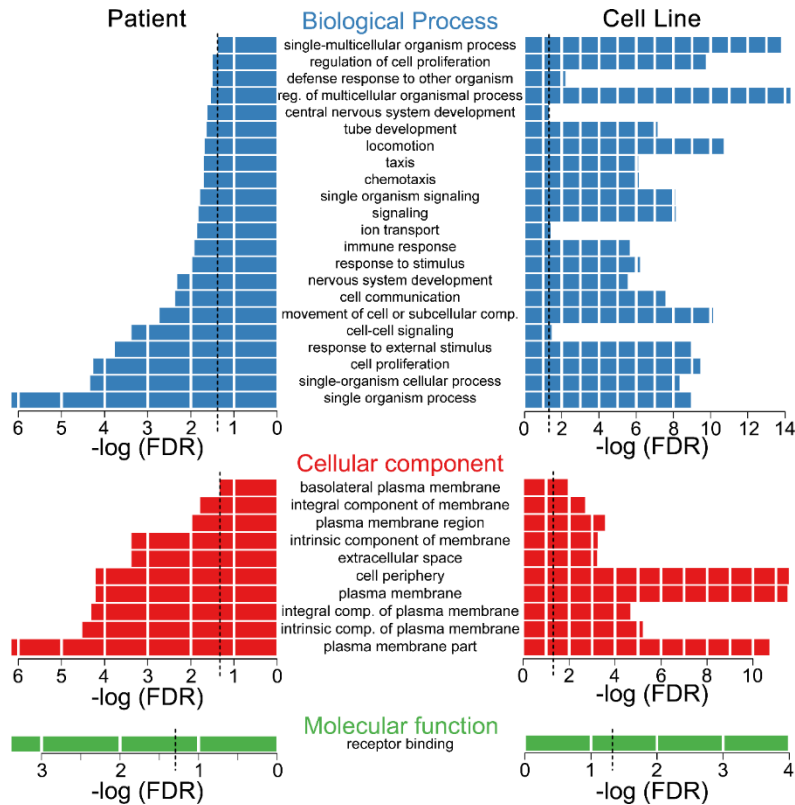 Patient
Biological Process
Cell Line
single-multicellular organism process
regulation of cell proliferation
defense response to other organism
reg. of multicellular organismal process
central nervous system development
tube development
locomotion
taxis
chemotaxis
single organism signaling
signaling
ion transport
immune response
response to stimulus
nervous system development
cell communication
movement of cell or subcellular comp.
cell-cell signaling
response to external stimulus
cell proliferation
single-organism cellular process
single organism process
6 5 4 3 2 1 0
0 2 4 6 8 10 12 14
-log (FDR)
-log (FDR)
Cellular component
basolateral plasma membrane
integral component of membrane
plasma membrane region
intrinsic component of membrane
extracellular space
cell periphery
plasma membrane
integral comp. of plasma membrane
intrinsic comp. of plasma membrane
plasma membrane part
6 5 4 3 2 1 0
0 2 4 6 8 10
-log (FDR)
-log (FDR)
Molecular function
receptor binding
3 2 1 0
0 1 2 3 4
-log (FDR)
-log (FDR)